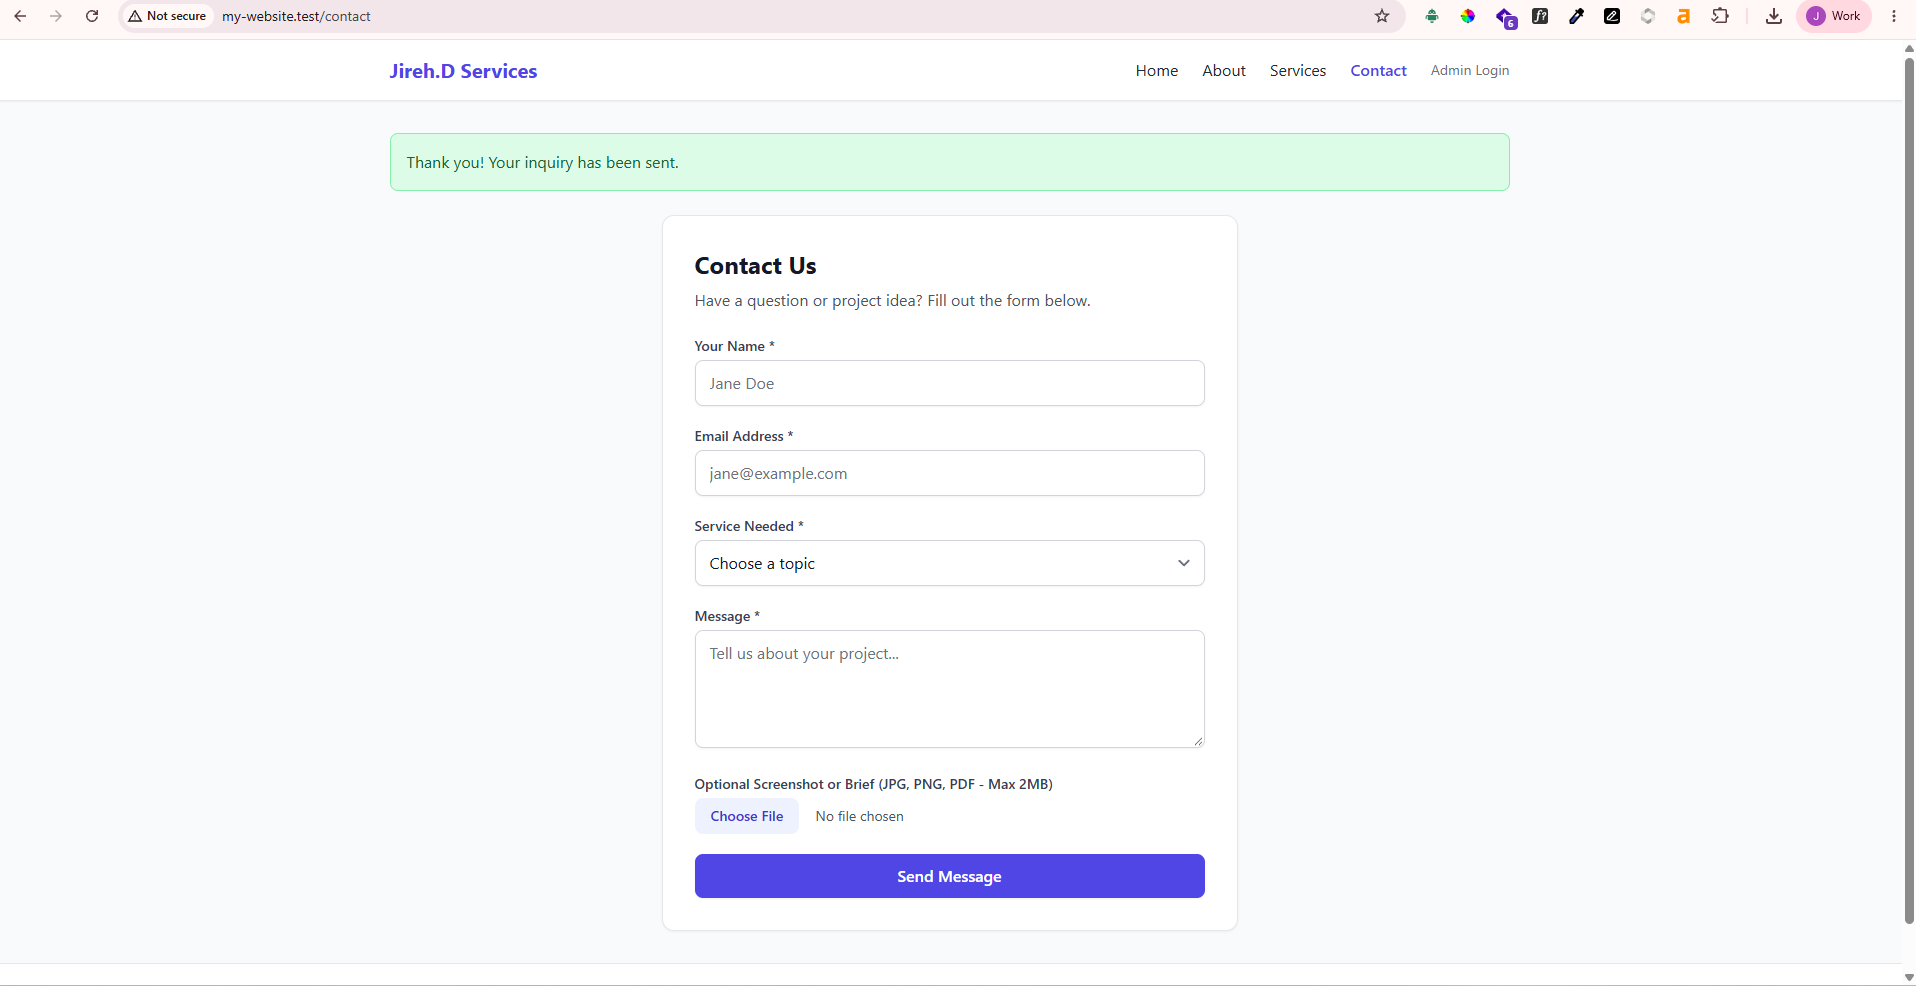 Not secure
my-website.test/contact
6
f?
a
J
Work
Jireh.D Services
Home
About
Services
Contact
Admin Login
Thank you! Your inquiry has been sent.
Contact Us
Have a question or project idea? Fill out the form below.
Your Name *
Jane Doe
Email Address *
jane@example.com
Service Needed *
Choose a topic
Message *
Tell us about your project...
Optional Screenshot or Brief (JPG, PNG, PDF - Max 2MB)
Choose File
No file chosen
Send Message